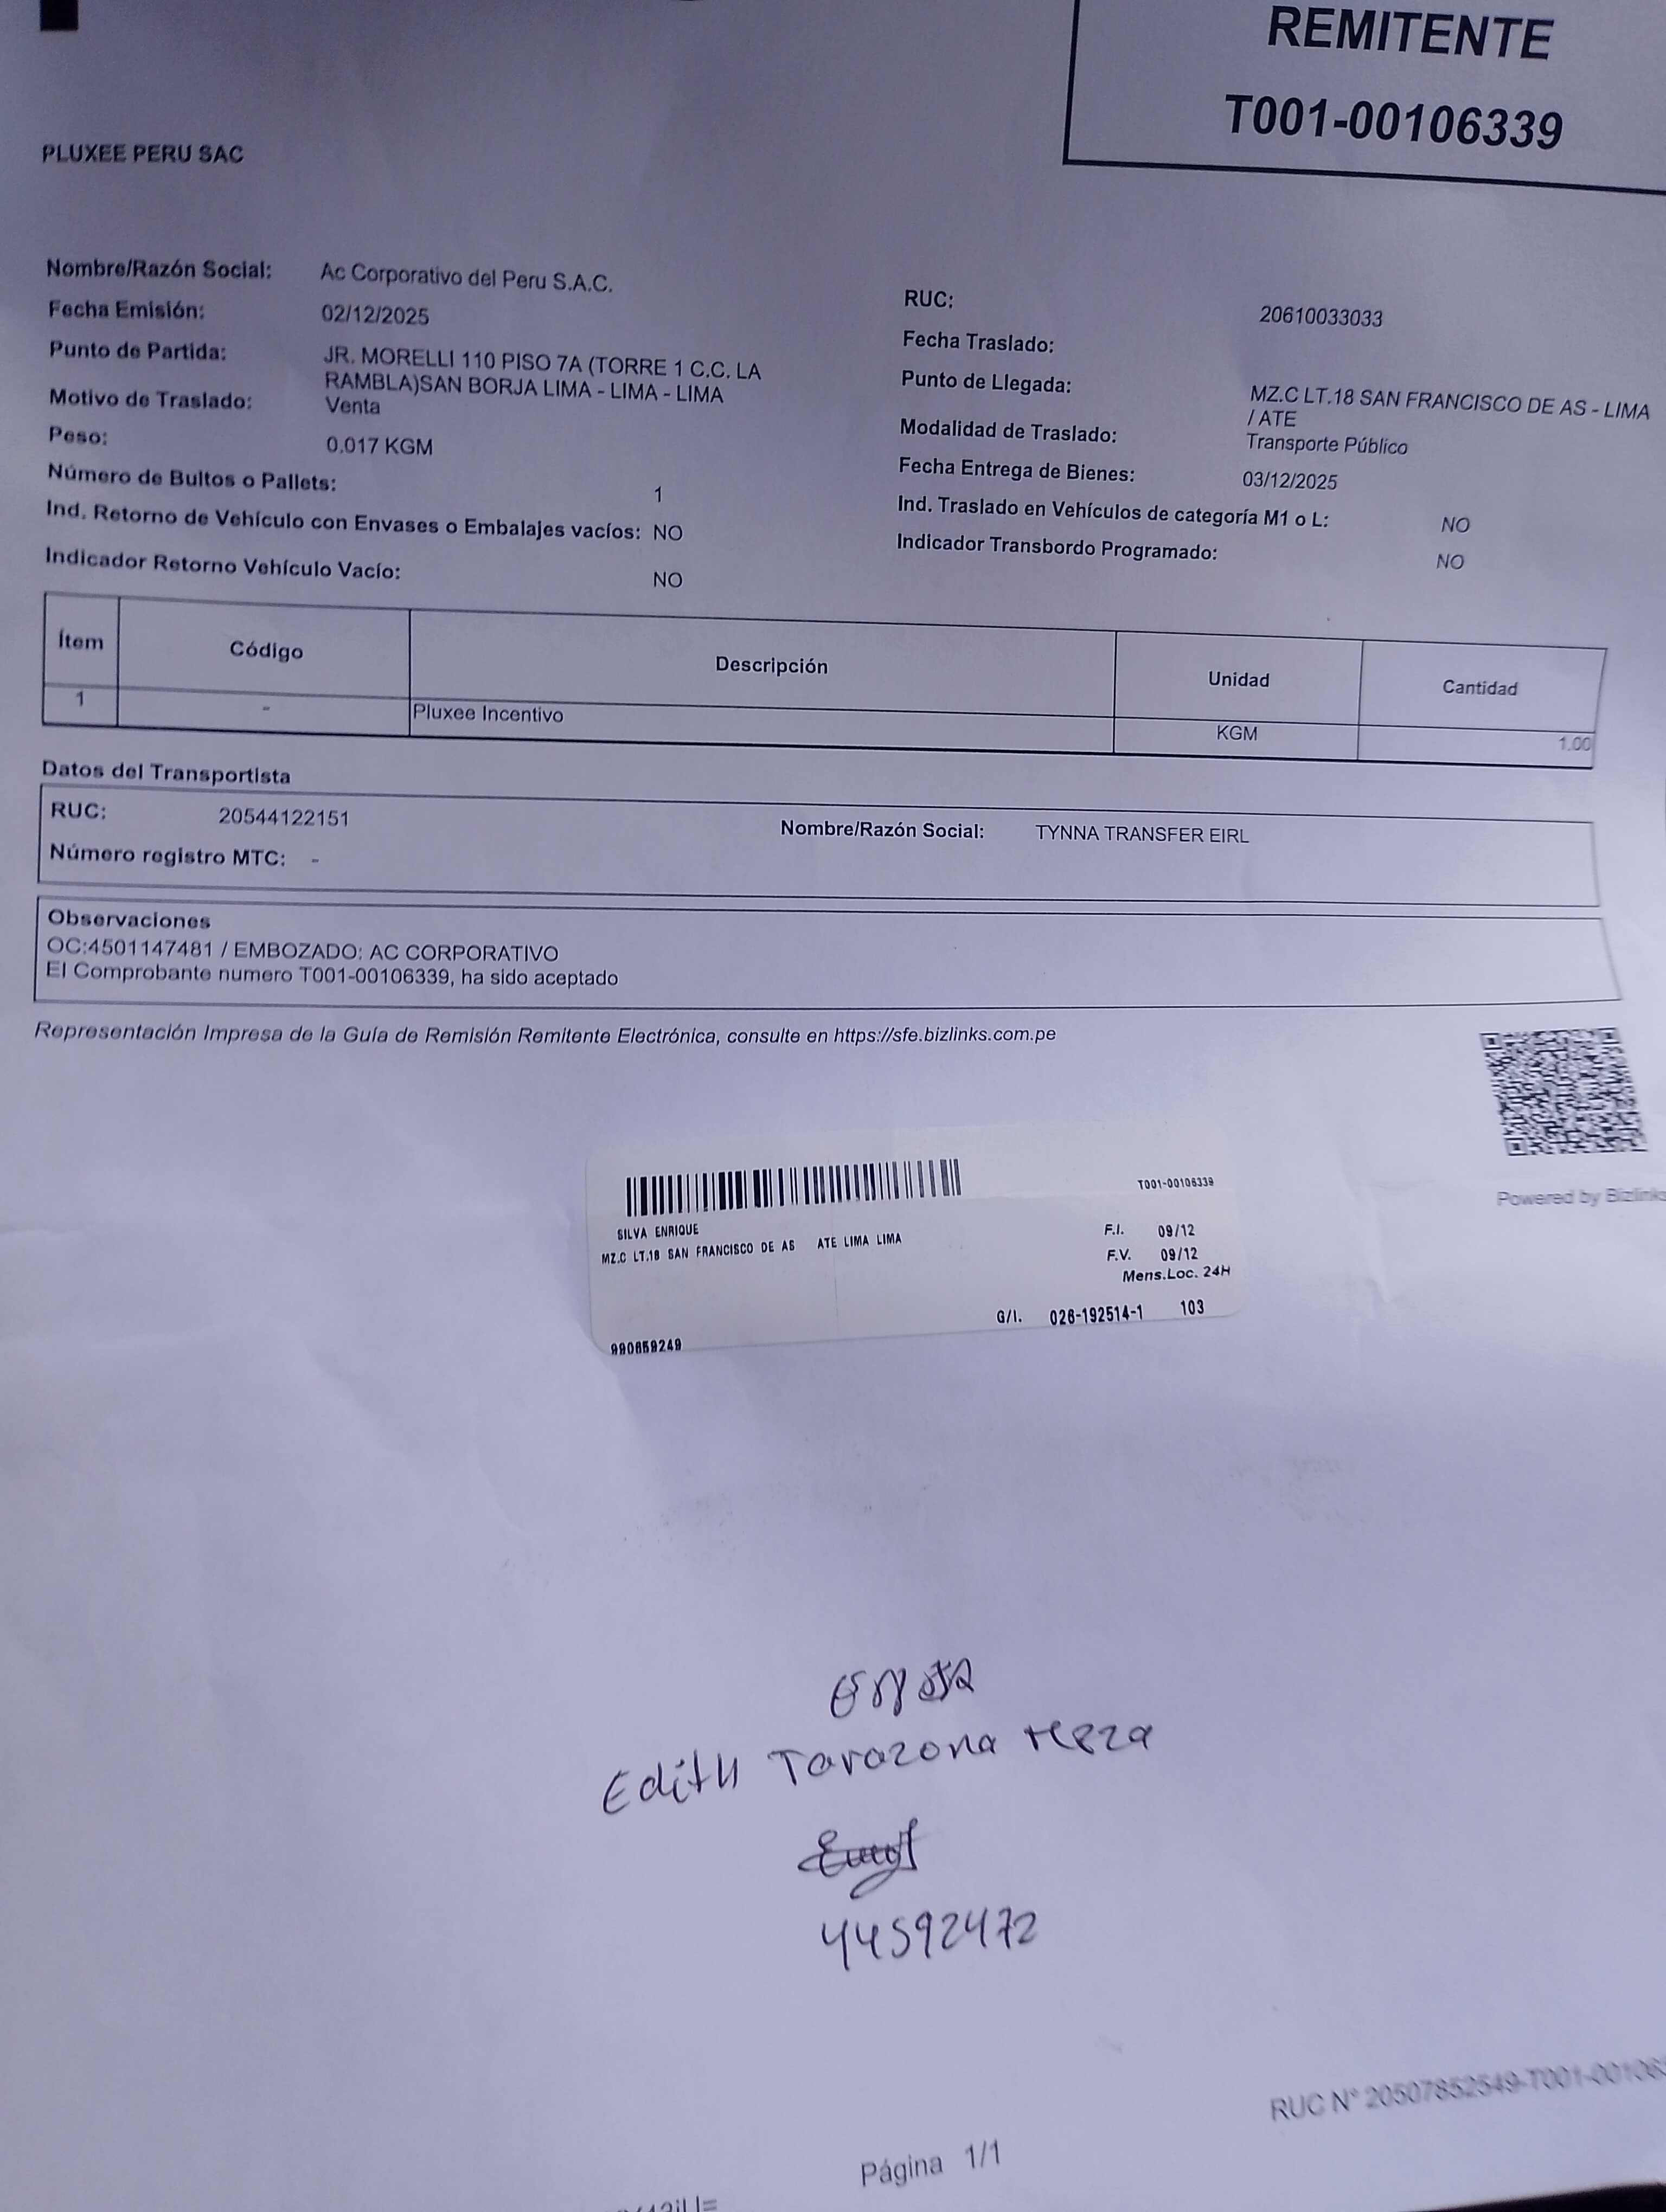 REMITENTE
T001-00106339
PLUXEE PERU SAC
Nombre/Razón Social: Ac Corporativo del Peru S.A.C.
Fecha Emisión: 02/12/2025
Punto de Partida: JR. MORELLI 110 PISO 7A (TORRE 1 C.C. LA
RAMBLA)SAN BORJA LIMA - LIMA - LIMA
Motivo de Traslado: Venta
Peso: 0.017 KGM
Número de Bultos o Pallets: 1
Ind. Retorno de Vehículo con Envases o Embalajes vacíos: NO
Indicador Retorno Vehículo Vacío: NO
RUC: 20610033033
Fecha Traslado:
Punto de Llegada: MZ.C LT.18 SAN FRANCISCO DE AS - LIMA
/ ATE
Modalidad de Traslado: Transporte Público
Fecha Entrega de Bienes: 03/12/2025
Ind. Traslado en Vehículos de categoría M1 o L: NO
Indicador Transbordo Programado: NO
Ítem Código Descripción Unidad Cantidad
1 - Pluxee Incentivo KGM 1.00
Datos del Transportista
RUC: 20544122151 Nombre/Razón Social: TYNNA TRANSFER EIRL
Número registro MTC: -
Observaciones
OC:4501147481 / EMBOZADO: AC CORPORATIVO
El Comprobante numero T001-00106339, ha sido aceptado
Representación Impresa de la Guía de Remisión Remitente Electrónica, consulte en https://sfe.bizlinks.com.pe
Powered by Bizlinks
T001-00106339
SILVA ENRIQUE
MZ.C LT.18 SAN FRANCISCO DE AS ATE LIMA LIMA
F.I. 09/12
F.V. 09/12
Mens.Loc. 24H
G/I. 026-192514-1 103
990659249
Edith Tarazona Meza
44592472
RUC N° 20507852549-T001-00106
Página 1/1